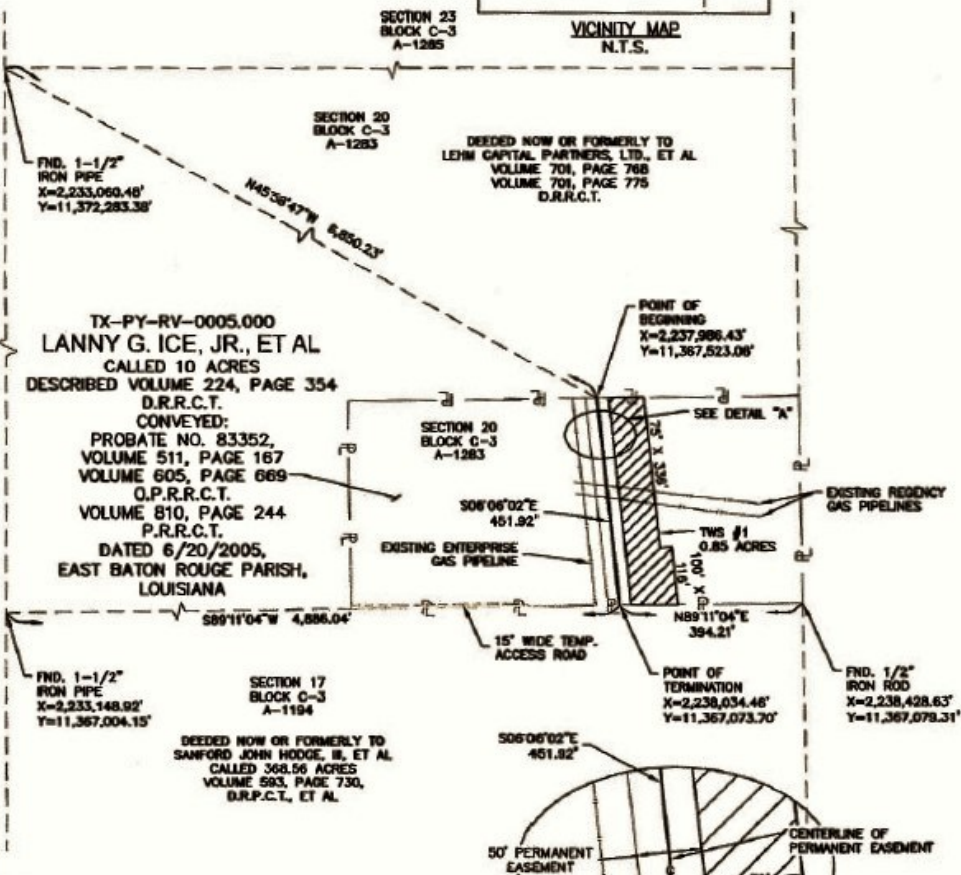 SECTION 23
BLOCK C-3
A-1285
VICINITY MAP
N.T.S.
SECTION 20
BLOCK C-3
A-1283
DEEDED NOW OR FORMERLY TO
LEHM CAPITAL PARTNERS, LTD., ET AL
VOLUME 701, PAGE 768
VOLUME 701, PAGE 775
D.R.R.C.T.
FND. 1-1/2"
IRON PIPE
X=2,233,060.48'
Y=11,372,283.38'
N45°58'47"W 6,850.23'
POINT OF
BEGINNING
X=2,237,986.43'
Y=11,367,523.08'
TX-PY-RV-0005.000
LANNY G. ICE, JR., ET AL
CALLED 10 ACRES
DESCRIBED VOLUME 224, PAGE 354
D.R.R.C.T.
CONVEYED:
PROBATE NO. 83352,
VOLUME 511, PAGE 167
VOLUME 605, PAGE 669
O.P.R.R.C.T.
VOLUME 810, PAGE 244
P.R.R.C.T.
DATED 6/20/2005,
EAST BATON ROUGE PARISH,
LOUISIANA
SECTION 20
BLOCK C-3
A-1283
SEE DETAIL "A"
75' X 336'
S06°06'02"E
451.92'
EXISTING REGENCY
GAS PIPELINES
TWS #1
0.85 ACRES
EXISTING ENTERPRISE
GAS PIPELINE
100' X
116'
S89°11'04"W 4,886.04'
N89°11'04"E
394.21'
15' WIDE TEMP.
ACCESS ROAD
FND. 1-1/2"
IRON PIPE
X=2,233,148.92'
Y=11,367,004.15'
SECTION 17
BLOCK C-3
A-1194
POINT OF
TERMINATION
X=2,238,034.46'
Y=11,367,073.70'
FND. 1/2"
IRON ROD
X=2,238,428.63'
Y=11,367,079.31'
DEEDED NOW OR FORMERLY TO
SANFORD JOHN HODGE, III, ET AL
CALLED 368.56 ACRES
VOLUME 593, PAGE 730,
D.R.P.C.T., ET AL
S06°06'02"E
451.92'
50' PERMANENT
EASEMENT
CENTERLINE OF
PERMANENT EASEMENT